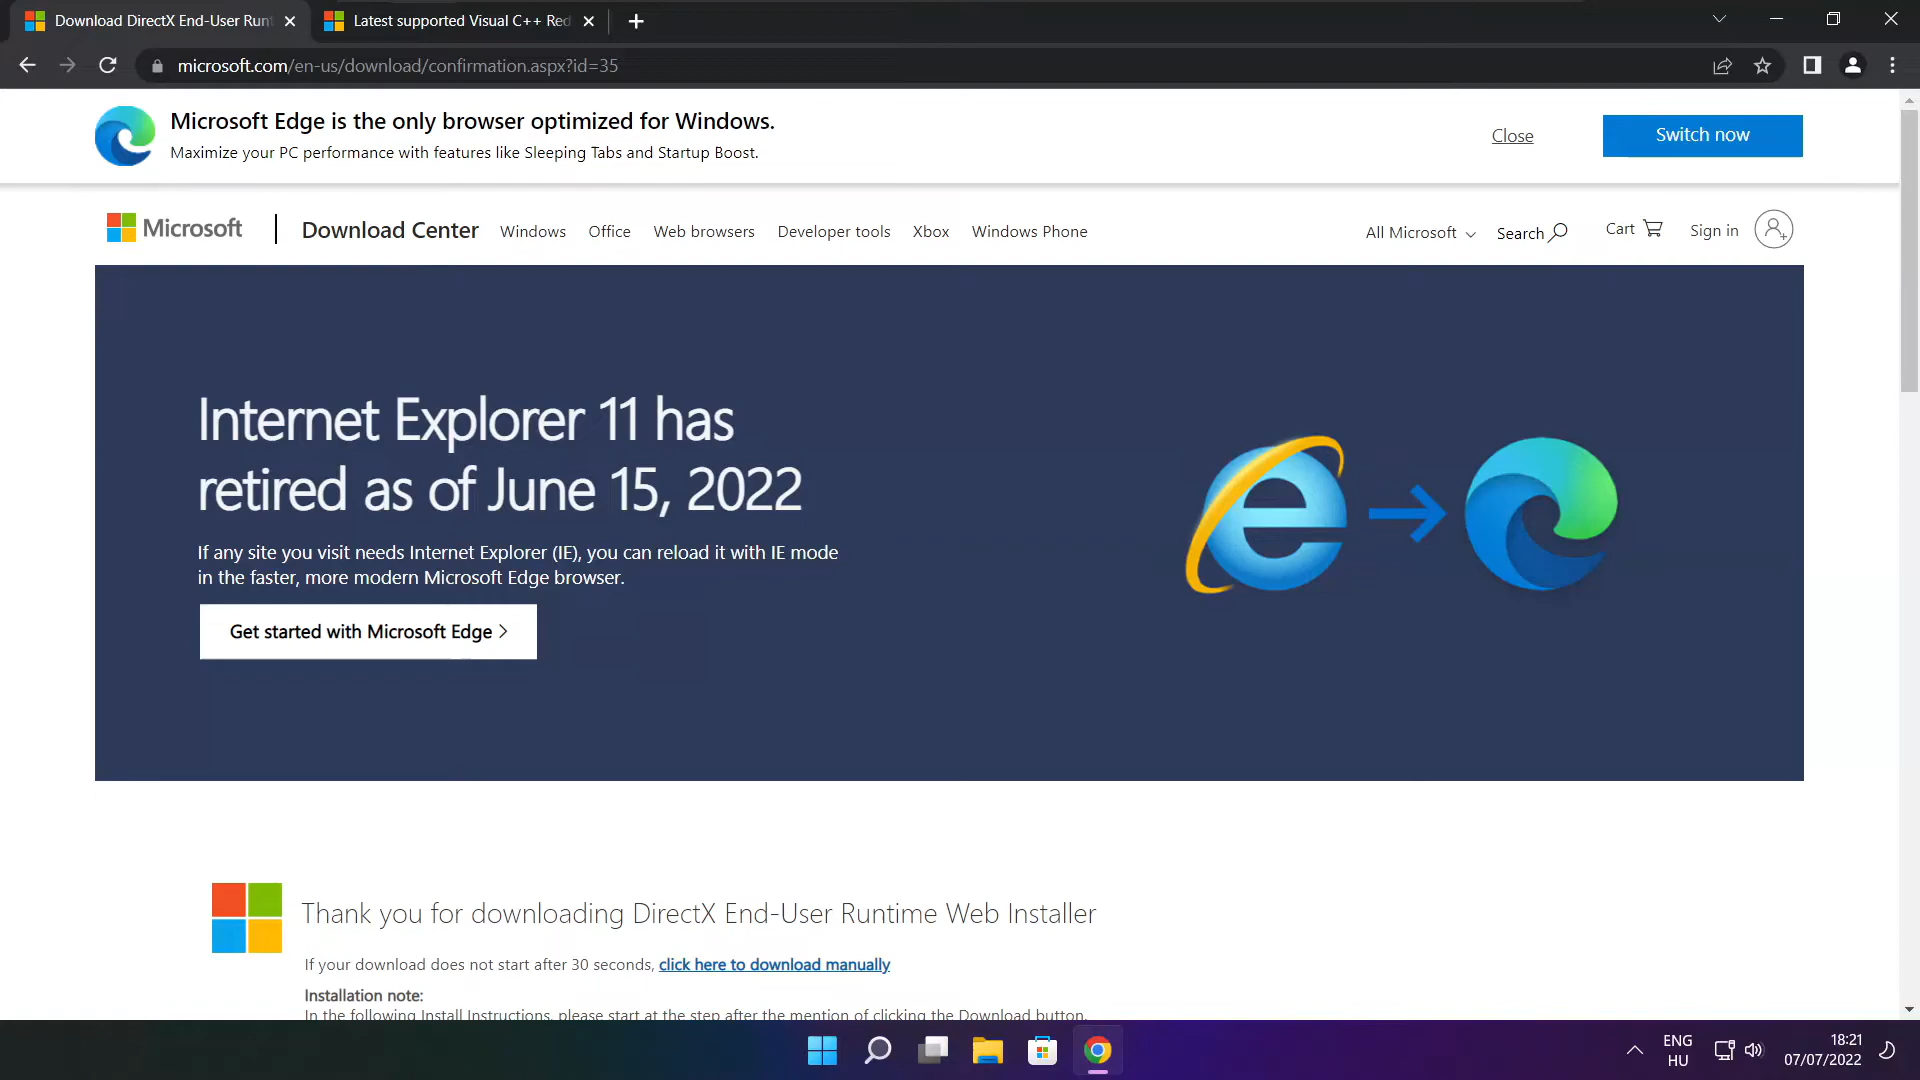 Download DirectX End-User Runt
Latest supported Visual C++ Red
microsoft.com/en-us/download/confirmation.aspx?id=35
Microsoft Edge is the only browser optimized for Windows.
Maximize your PC performance with features like Sleeping Tabs and Startup Boost.
Close
Switch now
Microsoft
Download Center
Windows
Office
Web browsers
Developer tools
Xbox
Windows Phone
All Microsoft
Search
Cart
Sign in
Internet Explorer 11 has
retired as of June 15, 2022
If any site you visit needs Internet Explorer (IE), you can reload it with IE mode
in the faster, more modern Microsoft Edge browser.
Get started with Microsoft Edge >
Thank you for downloading DirectX End-User Runtime Web Installer
If your download does not start after 30 seconds, click here to download manually
Installation note:
In the following Install Instructions, please start at the step after the mention of clicking the Download button.
ENG
HU
18:21
07/07/2022